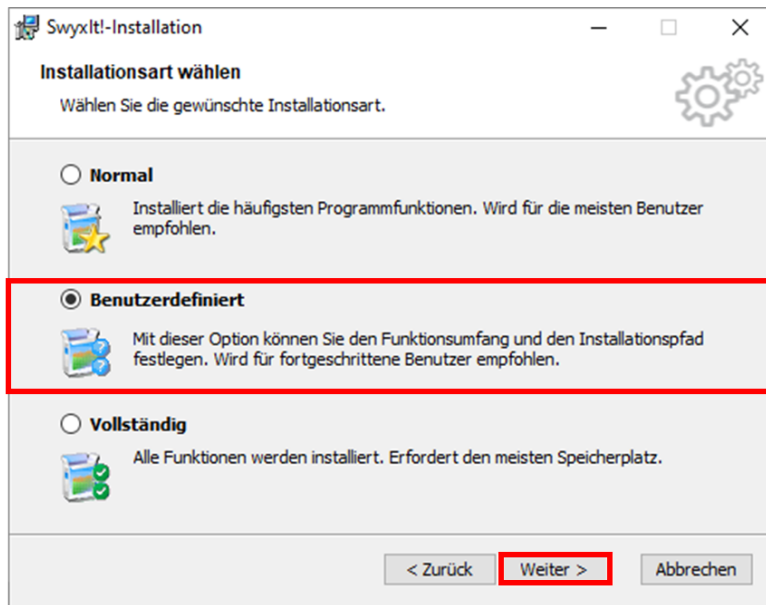 SwyxIt!-Installation
Installationsart wählen
Wählen Sie die gewünschte Installationsart.
Normal
Installiert die häufigsten Programmfunktionen. Wird für die meisten Benutzer
empfohlen.
Benutzerdefiniert
Mit dieser Option können Sie den Funktionsumfang und den Installationspfad
festlegen. Wird für fortgeschrittene Benutzer empfohlen.
Vollständig
Alle Funktionen werden installiert. Erfordert den meisten Speicherplatz.
< Zurück Weiter > Abbrechen